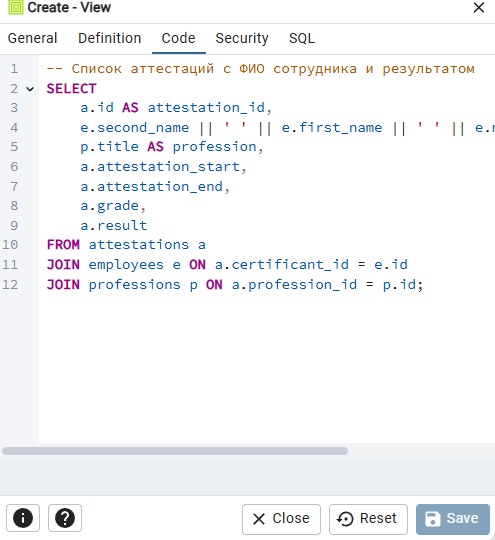 Create - View
General Definition Code Security SQL
1 -- Список аттестаций с ФИО сотрудника и результатом
2 SELECT
3 a.id AS attestation_id,
4 e.second_name || ' ' || e.first_name || ' ' || e.
5 p.title AS profession,
6 a.attestation_start,
7 a.attestation_end,
8 a.grade,
9 a.result
10 FROM attestations a
11 JOIN employees e ON a.certificant_id = e.id
12 JOIN professions p ON a.profession_id = p.id;
Close Reset Save